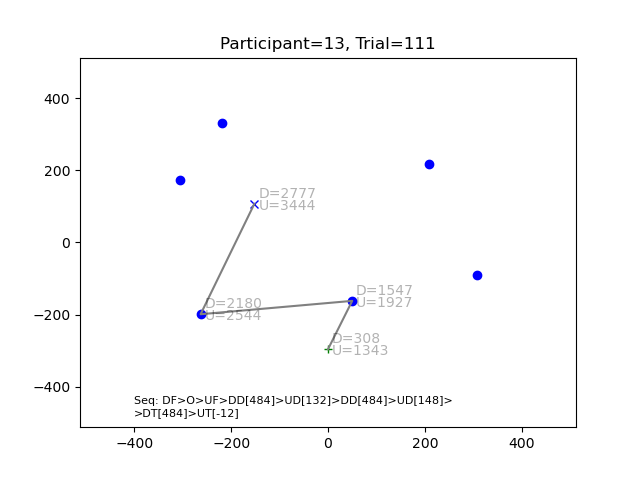 Participant=13, Trial=111
400
200
0
−200
−400
D=2777
U=3444
D=2180
U=2544
D=1547
U=1927
D=308
U=1343
Seq: DF>O>UF>DD[484]>UD[132]>DD[484]>UD[148]>
>DT[484]>UT[-12]
−400 −200 0 200 400